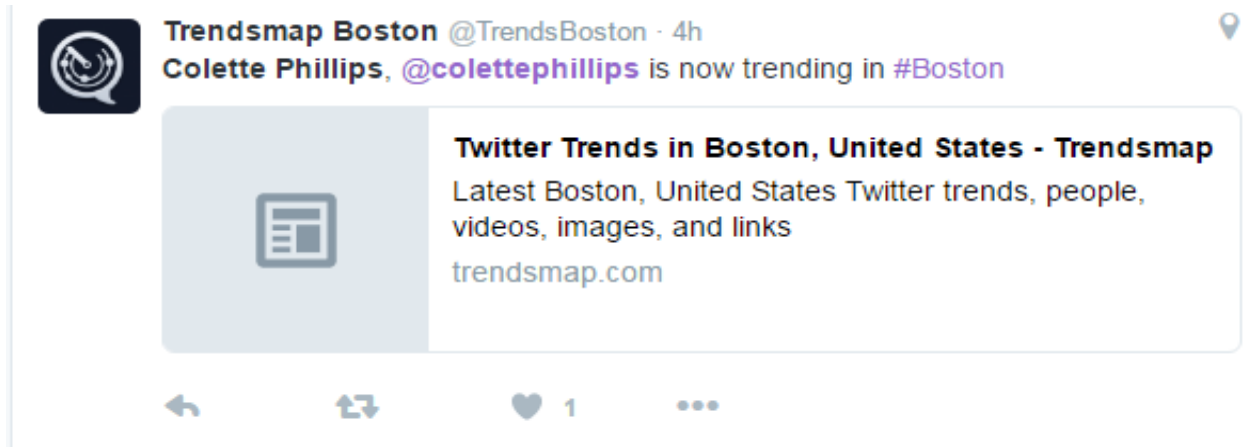 Trendsmap Boston @TrendsBoston · 4h
Colette Phillips, @colettephillips is now trending in #Boston
Twitter Trends in Boston, United States - Trendsmap
Latest Boston, United States Twitter trends, people,
videos, images, and links
trendsmap.com
1